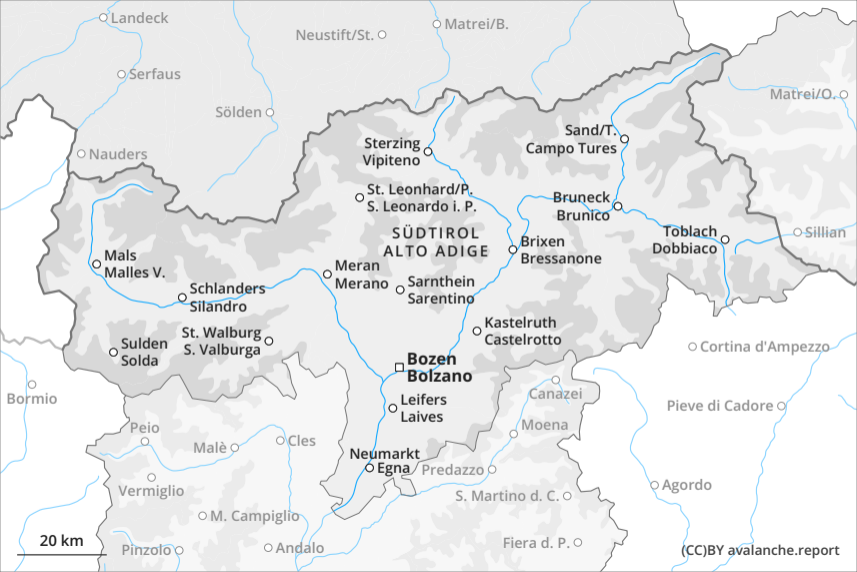 Landeck
Matrei/B.
Neustift/St.
Serfaus
Matrei/O.
Sölden
Sand/T.
Campo Tures
Sterzing
Vipiteno
Nauders
St. Leonhard/P.
S. Leonardo i. P.
Bruneck
Brunico
SÜDTIROL
ALTO ADIGE
Toblach
Dobbiaco
Sillian
Brixen
Bressanone
Mals
Malles V.
Meran
Merano
Sarnthein
Sarentino
Schlanders
Silandro
Kastelruth
Castelrotto
St. Walburg
S. Valburga
Sulden
Solda
Cortina d'Ampezzo
Bozen
Bolzano
Bormio
Canazei
Leifers
Laives
Pieve di Cadore
Moena
Peio
Malè
Cles
Neumarkt
Egna
Predazzo
Vermiglio
Agordo
S. Martino d. C.
M. Campiglio
20 km
Pinzolo
Andalo
Fiera d. P.
(CC)BY avalanche.report